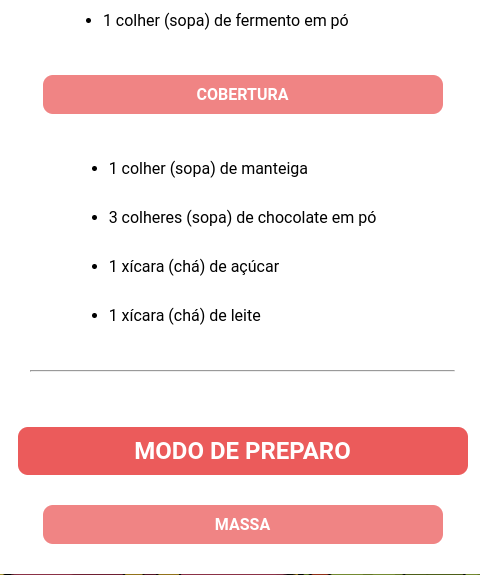 1 colher (sopa) de fermento em pó
COBERTURA
1 colher (sopa) de manteiga
3 colheres (sopa) de chocolate em pó
1 xícara (chá) de açúcar
1 xícara (chá) de leite
MODO DE PREPARO
MASSA